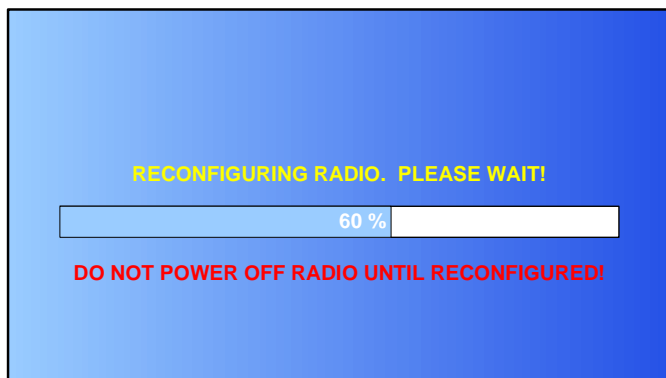 RECONFIGURING RADIO.  PLEASE WAIT!
60 %
DO NOT POWER OFF RADIO UNTIL RECONFIGURED!